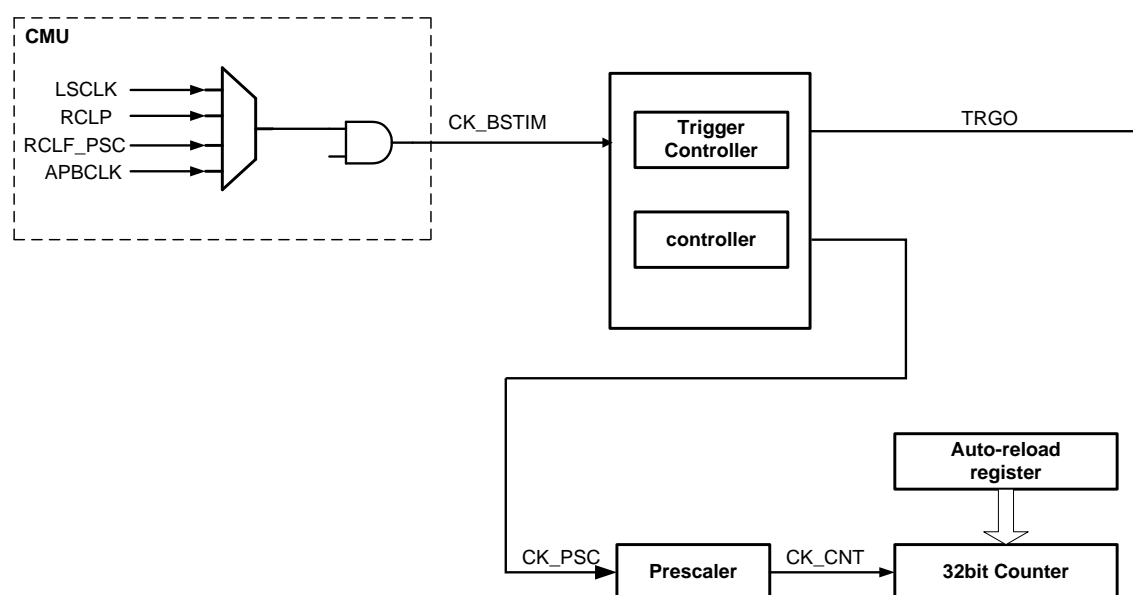 CMU
LSCLK
RCLP
RCLF_PSC
APBCLK
CK_BSTIM
Trigger
Controller
controller
TRGO
Auto-reload
register
CK_PSC
Prescaler
CK_CNT
32bit Counter